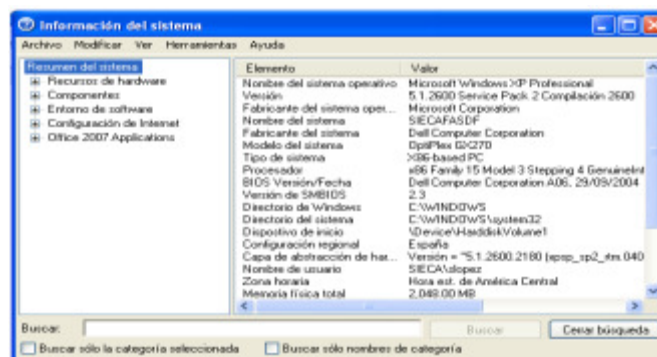 Información del sistema
Archivo Modificar Ver Herramientas Ayuda
Resumen del sistema
Recursos de hardware
Componentes
Entorno de software
Configuración de Internet
Office 2007 Applications
Elemento Valor
Nombre del sistema operativo Microsoft Windows XP Professional
Versión 5.1.2600 Service Pack 2 Compilación 2600
Fabricante del sistema oper... Microsoft Corporation
Nombre del sistema SIECAFASDF
Fabricante del sistema Dell Computer Corporation
Modelo del sistema OptiPlex GX270
Tipo de sistema X86-based PC
Procesador x86 Family 15 Model 3 Stepping 4 GenuineInt
BIOS Versión/Fecha Dell Computer Corporation A06, 29/09/2004
Versión de SMBIOS 2.3
Directorio de Windows C:\WINDOWS
Directorio del sistema C:\WINDOWS\system32
Dispositivo de inicio \Device\HarddiskVolume1
Configuración regional España
Capa de abstracción de har... Versión = "5.1.2600.2180 (xpsp_sp2_rtm.040
Nombre de usuario SIECA\slopez
Zona horaria Hora est. de América Central
Memoria física total 2,048.00 MB
Buscar: Buscar Cerrar búsqueda
Buscar sólo la categoría seleccionada Buscar sólo nombres de categoría